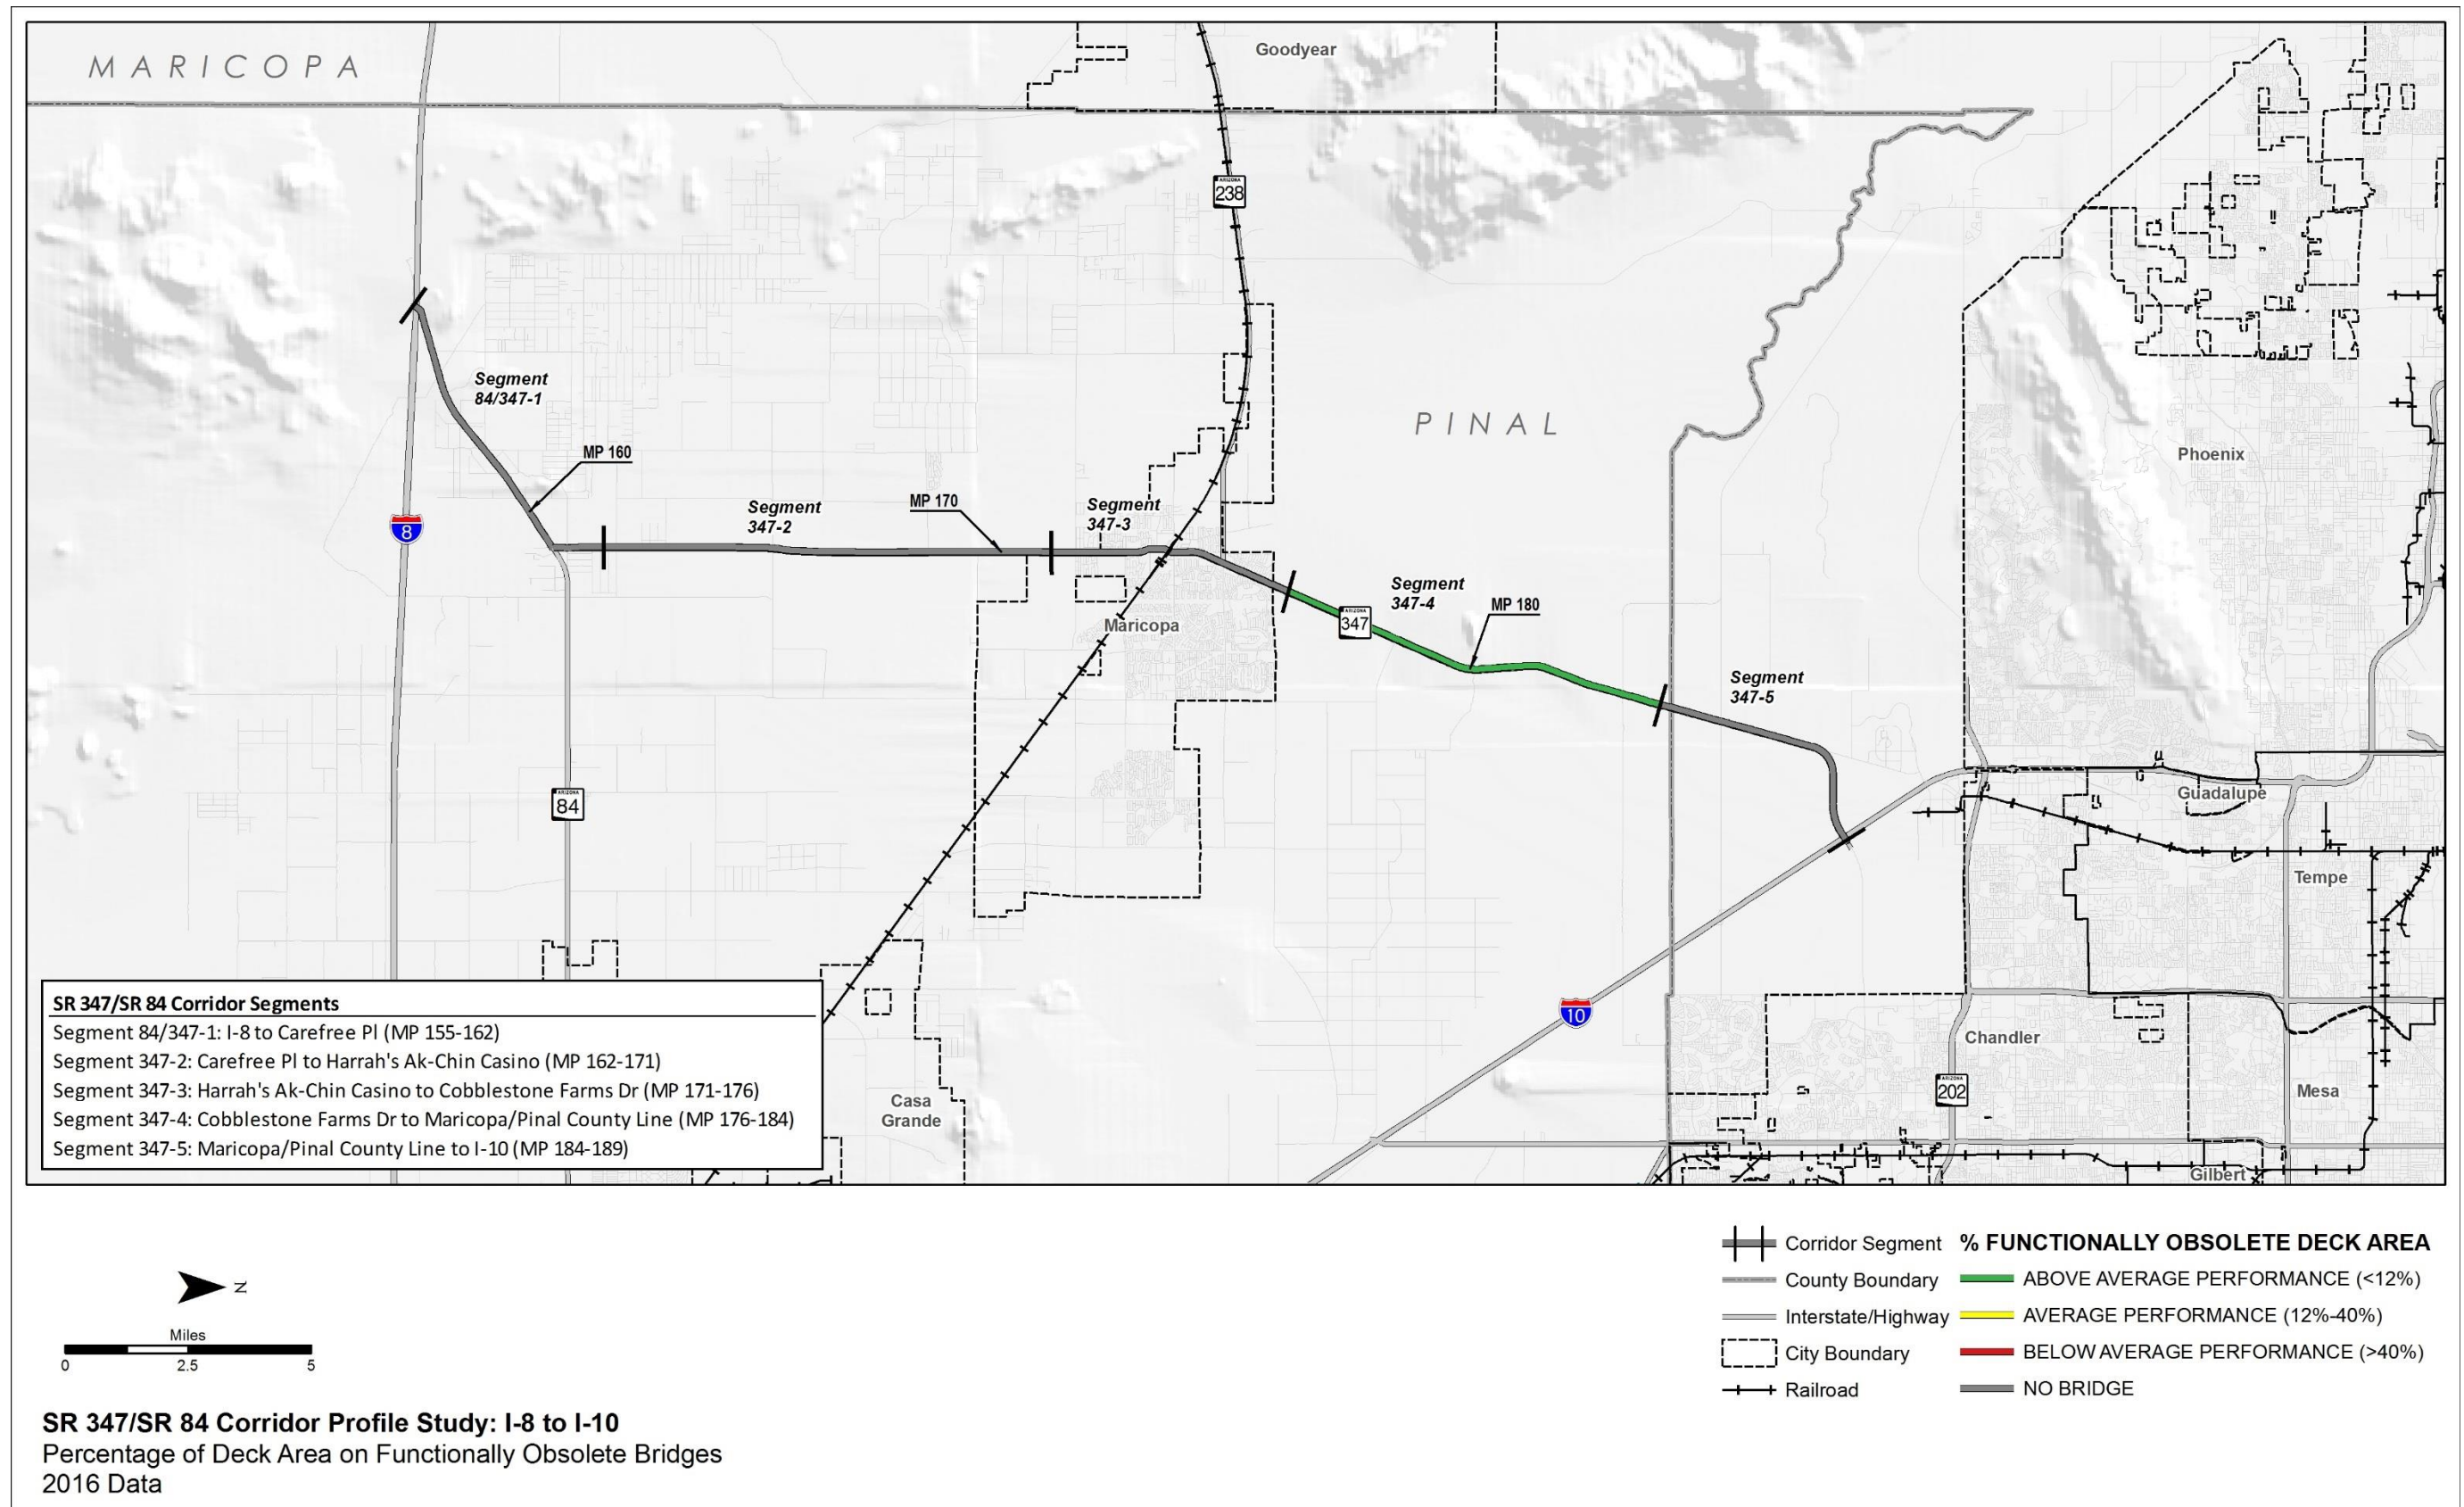 MARICOPA
Goodyear
ARIZONA
238
Segment
84/347-1
PINAL
Phoenix
MP 160
Segment
347-2
MP 170
Segment
347-3
8
Segment
347-4
MP 180
ARIZONA
347
Maricopa
Segment
347-5
ARIZONA
84
Guadalupe
Tempe
10
Chandler
ARIZONA
202
Mesa
Casa
Grande
Gilbert
SR 347/SR 84 Corridor Segments
Segment 84/347-1: I-8 to Carefree Pl (MP 155-162)
Segment 347-2: Carefree Pl to Harrah's Ak-Chin Casino (MP 162-171)
Segment 347-3: Harrah's Ak-Chin Casino to Cobblestone Farms Dr (MP 171-176)
Segment 347-4: Cobblestone Farms Dr to Maricopa/Pinal County Line (MP 176-184)
Segment 347-5: Maricopa/Pinal County Line to I-10 (MP 184-189)
N
Miles
0 2.5 5
Corridor Segment
County Boundary
Interstate/Highway
City Boundary
Railroad
% FUNCTIONALLY OBSOLETE DECK AREA
ABOVE AVERAGE PERFORMANCE (<12%)
AVERAGE PERFORMANCE (12%-40%)
BELOW AVERAGE PERFORMANCE (>40%)
NO BRIDGE
SR 347/SR 84 Corridor Profile Study: I-8 to I-10
Percentage of Deck Area on Functionally Obsolete Bridges
2016 Data